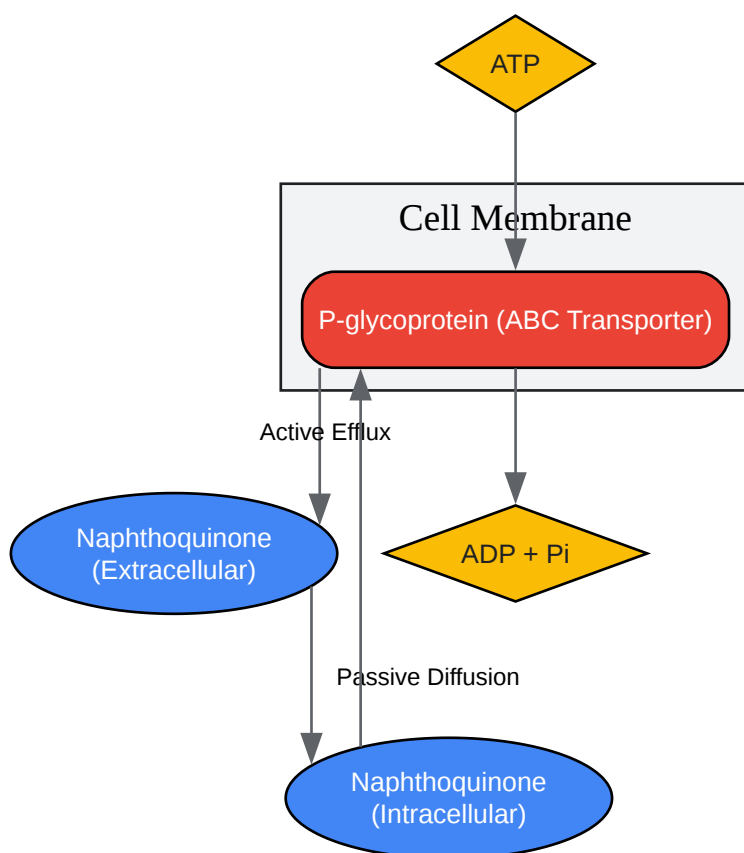 ATP
Cell Membrane
P-glycoprotein (ABC Transporter)
Active Efflux
Naphthoquinone
(Extracellular)
ADP + Pi
Passive Diffusion
Naphthoquinone
(Intracellular)